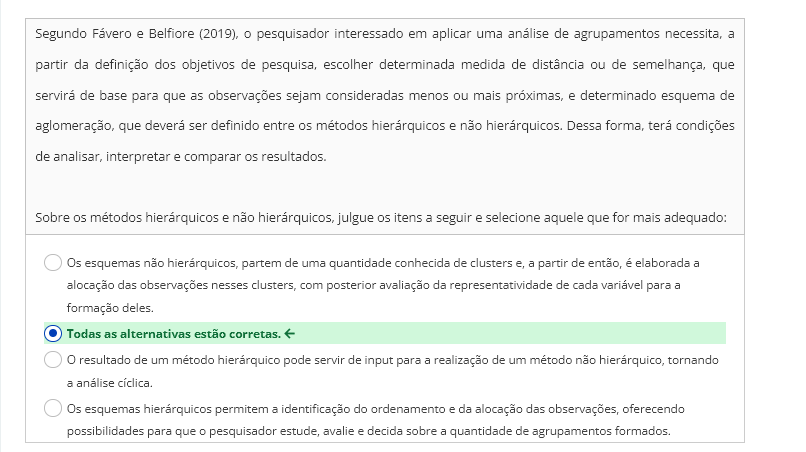 Segundo Fávero e Belfiore (2019), o pesquisador interessado em aplicar uma análise de agrupamentos necessita, a
partir da definição dos objetivos de pesquisa, escolher determinada medida de distância ou de semelhança, que
servirá de base para que as observações sejam consideradas menos ou mais próximas, e determinado esquema de
aglomeração, que deverá ser definido entre os métodos hierárquicos e não hierárquicos. Dessa forma, terá condições
de analisar, interpretar e comparar os resultados.
Sobre os métodos hierárquicos e não hierárquicos, julgue os itens a seguir e selecione aquele que for mais adequado:
Os esquemas não hierárquicos, partem de uma quantidade conhecida de clusters e, a partir de então, é elaborada a
alocação das observações nesses clusters, com posterior avaliação da representatividade de cada variável para a
formação deles.
Todas as alternativas estão corretas. ←
O resultado de um método hierárquico pode servir de input para a realização de um método não hierárquico, tornando
a análise cíclica.
Os esquemas hierárquicos permitem a identificação do ordenamento e da alocação das observações, oferecendo
possibilidades para que o pesquisador estude, avalie e decida sobre a quantidade de agrupamentos formados.